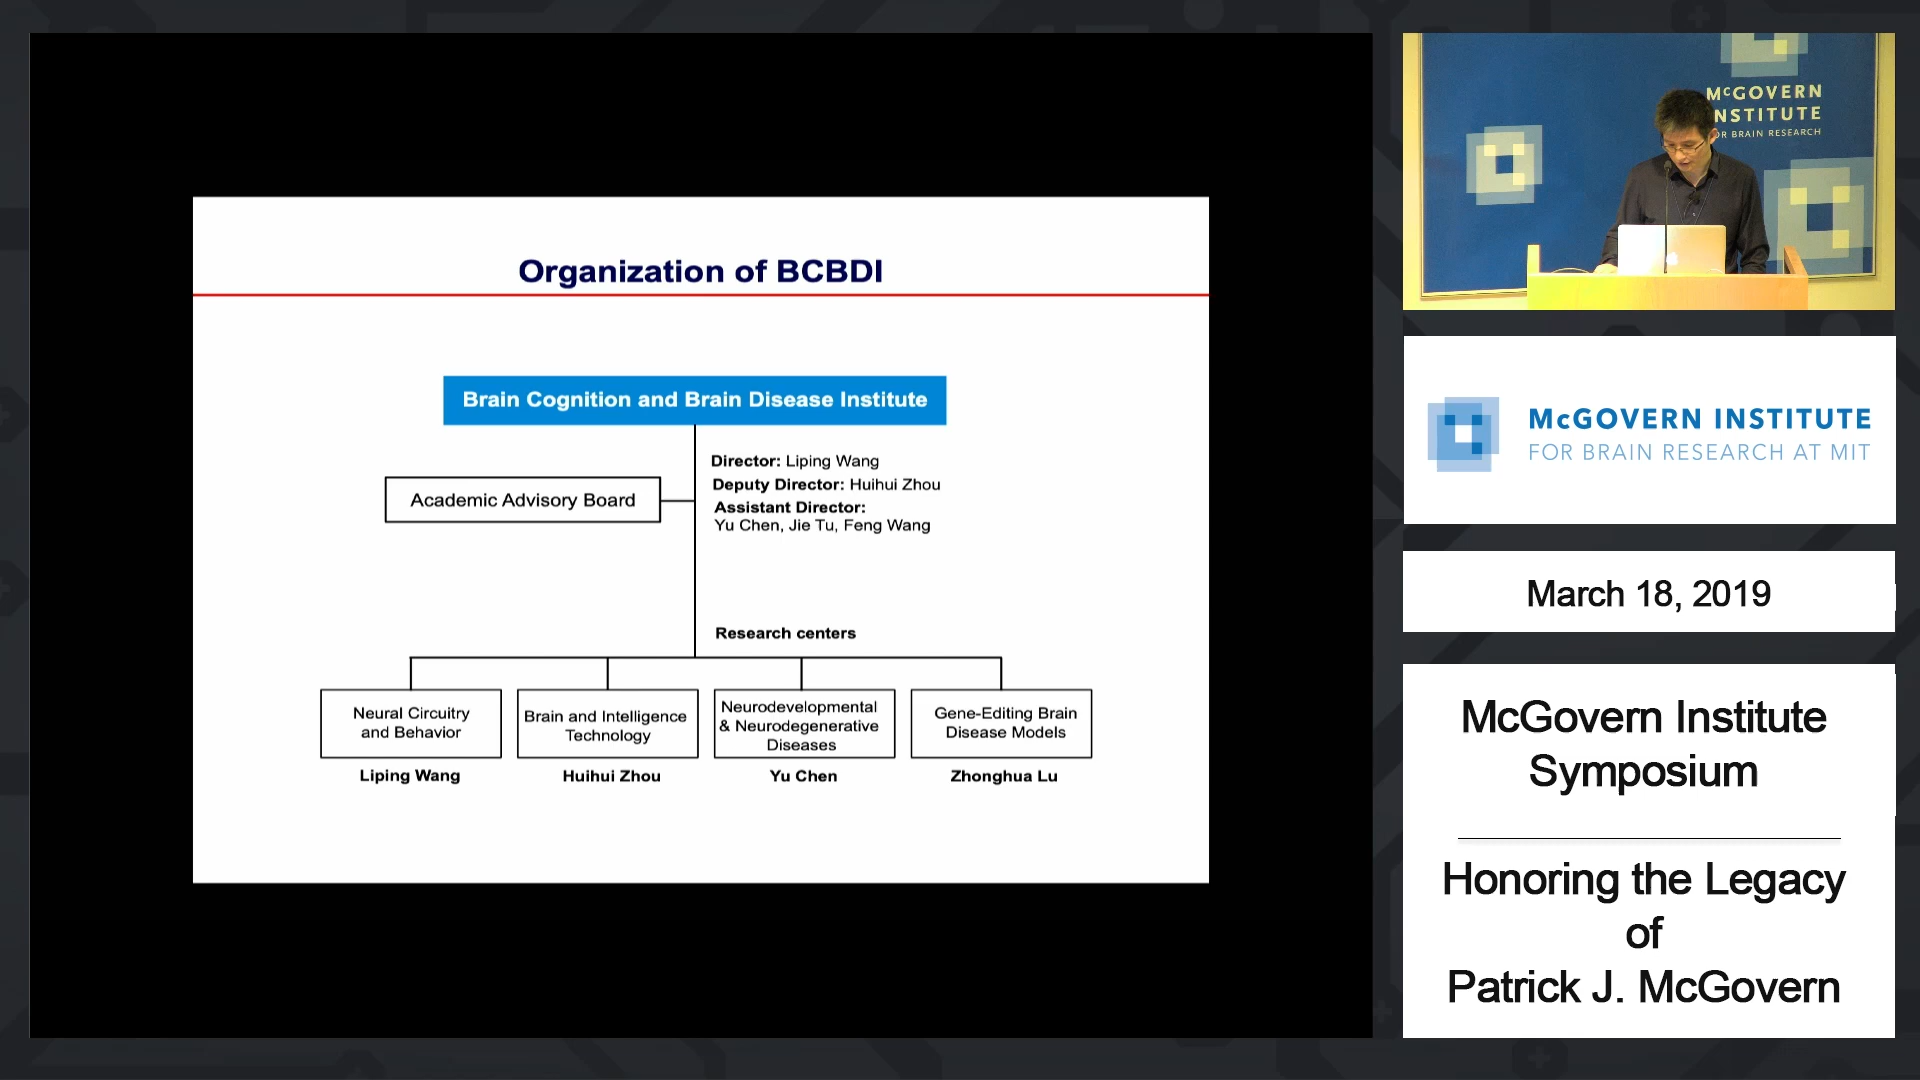 Organization of BCBDI
Brain Cognition and Brain Disease Institute
Director: Liping Wang
Deputy Director: Huihui Zhou
Assistant Director:
Yu Chen, Jie Tu, Feng Wang
Academic Advisory Board
Research centers
Neural Circuitry
and Behavior
Liping Wang
Brain and Intelligence
Technology
Huihui Zhou
Neurodevelopmental
& Neurodegenerative
Diseases
Yu Chen
Gene-Editing Brain
Disease Models
Zhonghua Lu
McGOVERN
INSTITUTE
FOR BRAIN RESEARCH
McGOVERN INSTITUTE
FOR BRAIN RESEARCH AT MIT
March 18, 2019
McGovern Institute
Symposium
Honoring the Legacy
of
Patrick J. McGovern